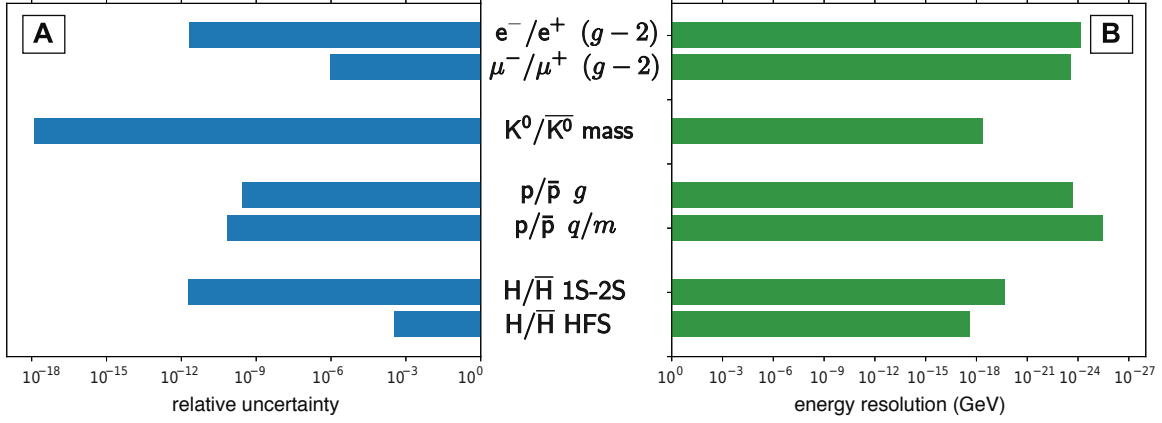 A
B
e⁻/e⁺ (g − 2)
μ⁻/μ⁺ (g − 2)
K⁰/K̅⁰ mass
p/p̄ g
p/p̄ q/m
H/H̅ 1S-2S
H/H̅ HFS
10⁻¹⁸ 10⁻¹⁵ 10⁻¹² 10⁻⁹ 10⁻⁶ 10⁻³ 10⁰
10⁰ 10⁻³ 10⁻⁶ 10⁻⁹ 10⁻¹² 10⁻¹⁵ 10⁻¹⁸ 10⁻²¹ 10⁻²⁴ 10⁻²⁷
relative uncertainty
energy resolution (GeV)